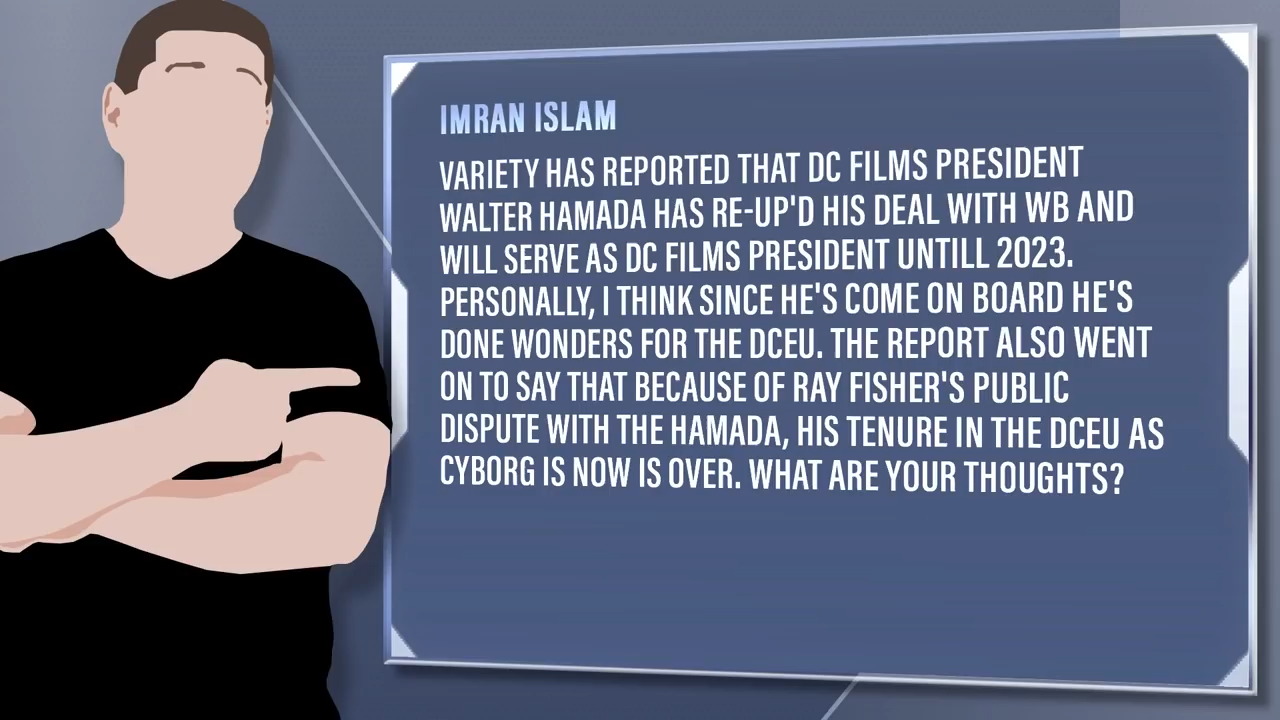 IMRAN ISLAM
VARIETY HAS REPORTED THAT DC FILMS PRESIDENT
WALTER HAMADA HAS RE-UP'D HIS DEAL WITH WB AND
WILL SERVE AS DC FILMS PRESIDENT UNTILL 2023.
PERSONALLY, I THINK SINCE HE'S COME ON BOARD HE'S
DONE WONDERS FOR THE DCEU. THE REPORT ALSO WENT
ON TO SAY THAT BECAUSE OF RAY FISHER'S PUBLIC
DISPUTE WITH THE HAMADA, HIS TENURE IN THE DCEU AS
CYBORG IS NOW IS OVER. WHAT ARE YOUR THOUGHTS?